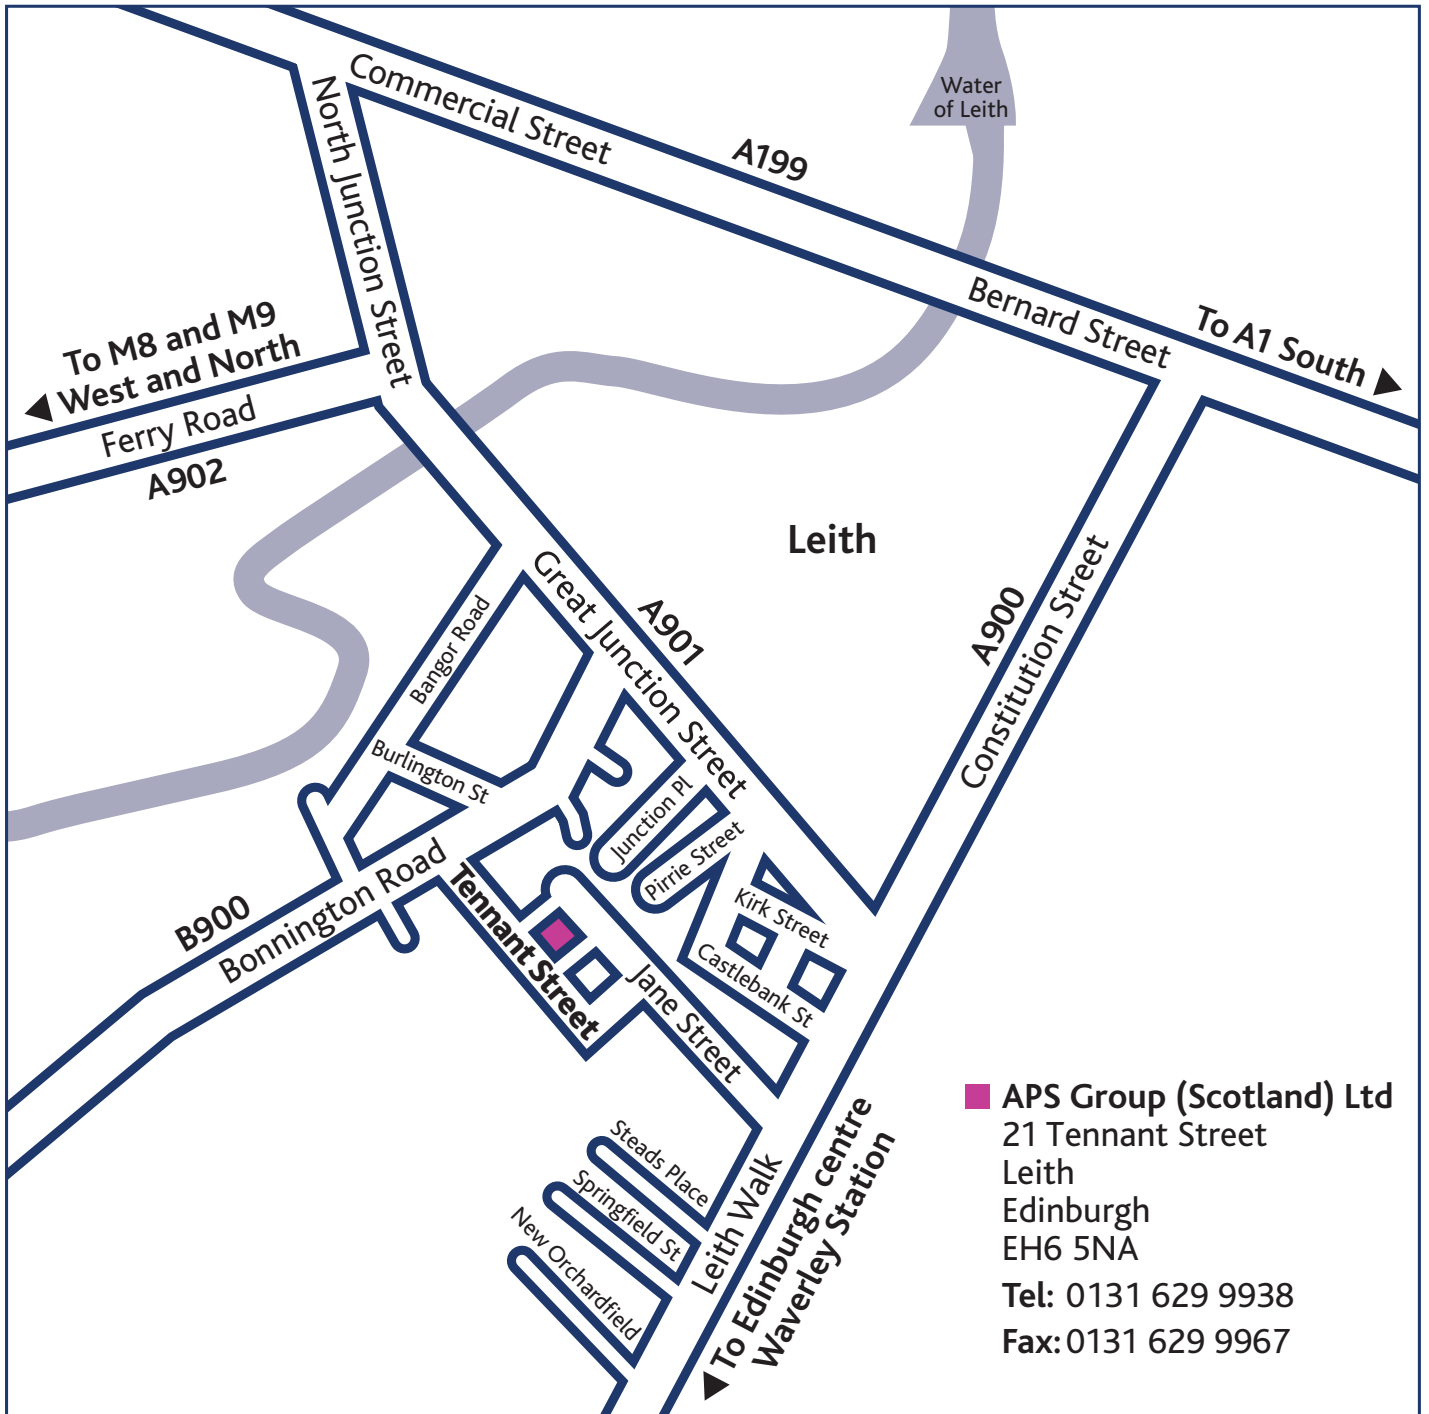 Water
of Leith
Commercial Street
A199
North Junction Street
Bernard Street
To A1 South
To M8 and M9
West and North
Ferry Road
A902
Leith
Great Junction Street
A901
A900
Constitution Street
Bangor Road
Burlington St
Junction Pl
Pirrie Street
Kirk Street
Castlebank St
B900
Bonnington Road
Tennant Street
Jane Street
Steads Place
Springfield St
New Orchardfield
Leith Walk
To Edinburgh centre
Waverley Station
APS Group (Scotland) Ltd
21 Tennant Street
Leith
Edinburgh
EH6 5NA
Tel: 0131 629 9938
Fax: 0131 629 9967